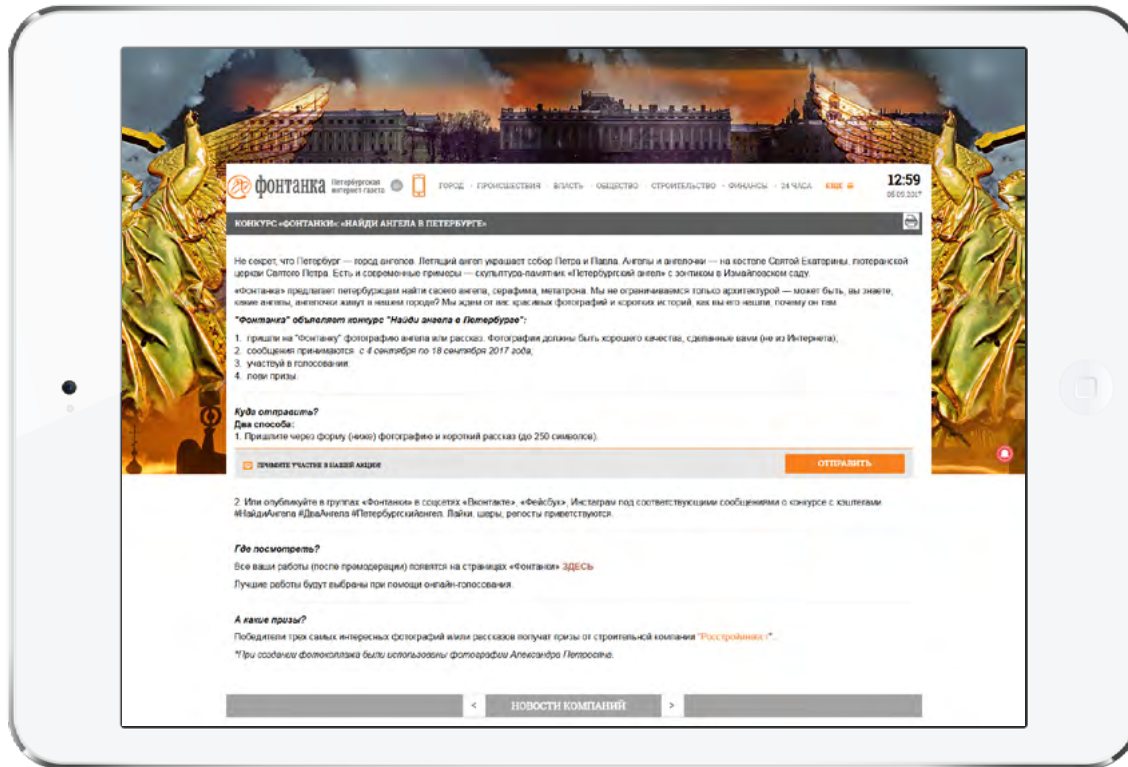 фонтанка Петербургская
интернет-газета
ГОРОД · ПРОИСШЕСТВИЯ · ВЛАСТЬ · ОБЩЕСТВО · СТРОИТЕЛЬСТВО · ФИНАНСЫ · 24 ЧАСА ЕЩЕ
12:59
05.09.2017
КОНКУРС «ФОНТАНКИ»: «НАЙДИ АНГЕЛА В ПЕТЕРБУРГЕ»
Не секрет, что Петербург — город ангелов. Летящий ангел украшает собор Петра и Павла. Ангелы и ангелочки — на костеле Святой Екатерины, лютеранской
церкви Святого Петра. Есть и современные примеры — скульптура-памятник «Петербургский ангел» с зонтиком в Измайловском саду.
«Фонтанка» предлагает петербуржцам найти своего ангела, серафима, метатрона. Мы не ограничиваемся только архитектурой — может быть, вы знаете,
какие ангелы, ангелочки живут в нашем городе? Мы ждем от вас красивых фотографий и коротких историй, как вы его нашли, почему он там
"Фонтанка" объявляет конкурс "Найди ангела в Петербурге":
1. пришли на "Фонтанку" фотографию ангела или рассказ. Фотографии должны быть хорошего качества, сделанные вами (не из Интернета);
2. сообщения принимаются с 4 сентября по 18 сентября 2017 года;
3. участвуй в голосовании.
4. лови призы.
Куда отправить?
Два способа:
1. Пришлите через форму (ниже) фотографию и короткий рассказ (до 250 символов).
ПРИМИТЕ УЧАСТИЕ В НАШЕЙ АКЦИИ ОТПРАВИТЬ
2. Или опубликуйте в группах «Фонтанки» в соцсетях «Вконтакте», «Фейсбук», Инстаграм под соответствующими сообщениями о конкурсе с хэштегами
#НайдиАнгела #ДваАнгела #Петербургскийангел. Лайки, шеры, репосты приветствуются.
Где посмотреть?
Все ваши работы (после премодерации) появятся на страницах «Фонтанки» ЗДЕСЬ
Лучшие работы будут выбраны при помощи онлайн-голосования.
А какие призы?
Победители трех самых интересных фотографий и/или рассказов получат призы от строительной компании
*При создании фотоколлажа были использованы фотографии Александра Петросяна.
< НОВОСТИ КОМПАНИЙ >